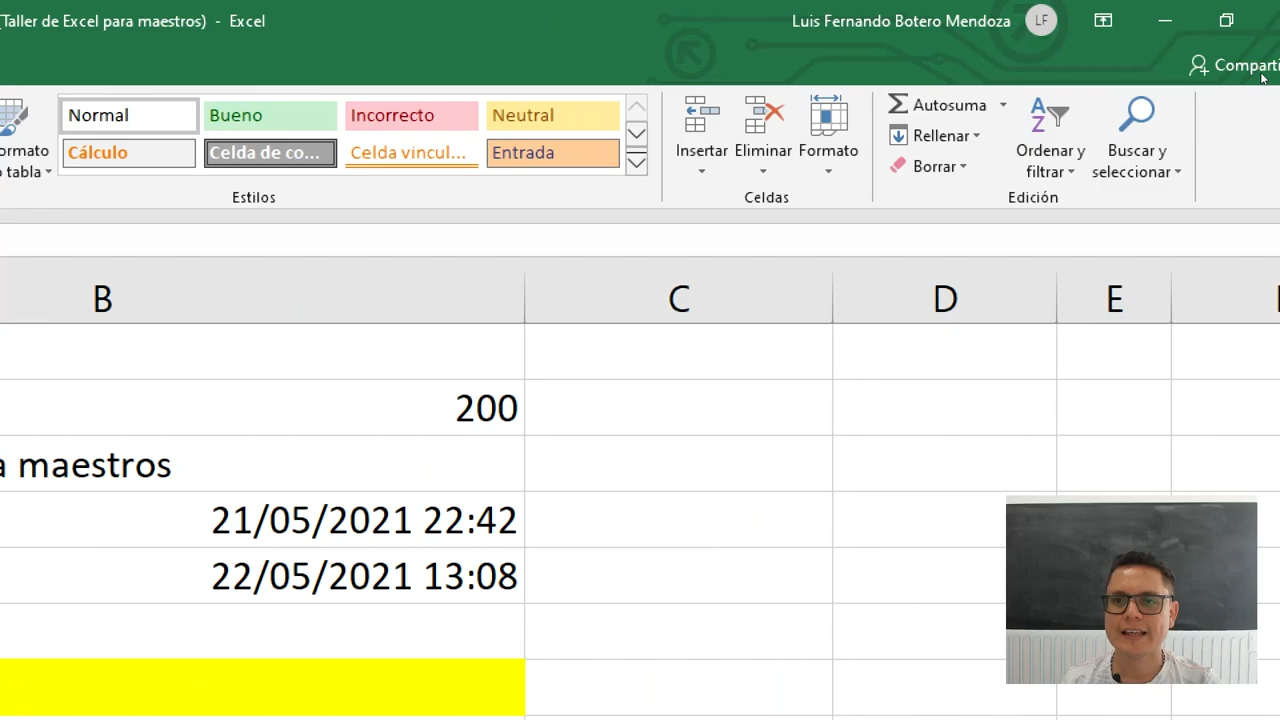 (Taller de Excel para maestros) - Excel
Luis Fernando Botero Mendoza LF
Comparti
Normal Bueno Incorrecto Neutral
Cálculo Celda de co... Celda vincul... Entrada
ormato
o tabla
Insertar Eliminar Formato
Autosuma
Rellenar
Borrar
Ordenar y
filtrar
Buscar y
seleccionar
Estilos Celdas Edición
B C D E
200
a maestros
21/05/2021 22:42
22/05/2021 13:08